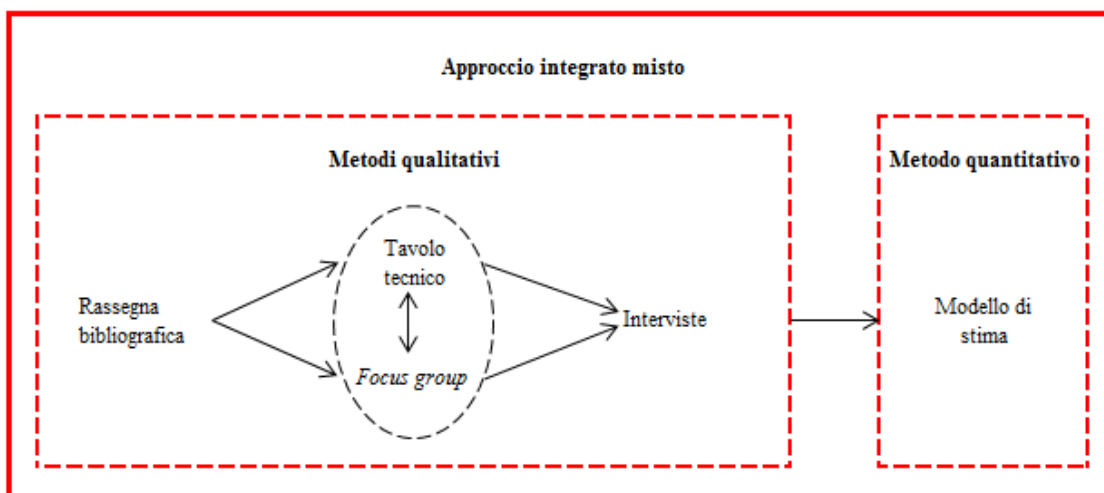 Approccio integrato misto
Metodi qualitativi
Metodo quantitativo
Tavolo
tecnico
Rassegna
bibliografica
Interviste
Modello di
stima
Focus group